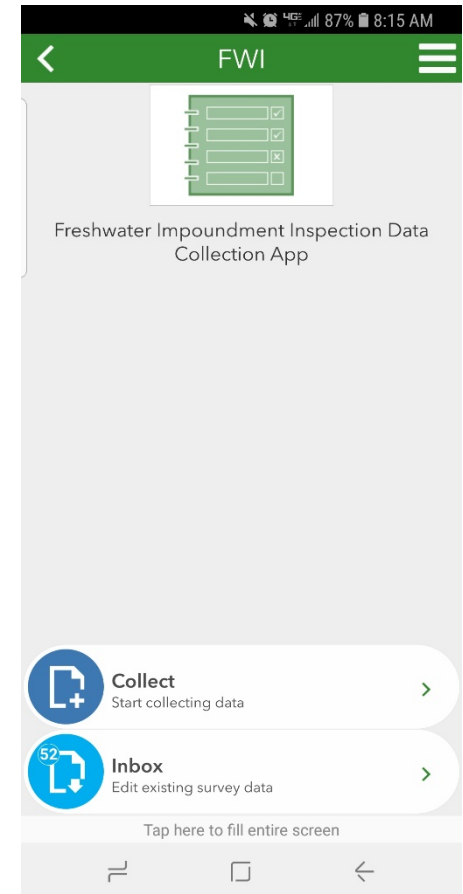 4GE 87% 8:15 AM
FWI
Freshwater Impoundment Inspection Data
Collection App
Collect
Start collecting data
52
Inbox
Edit existing survey data
Tap here to fill entire screen